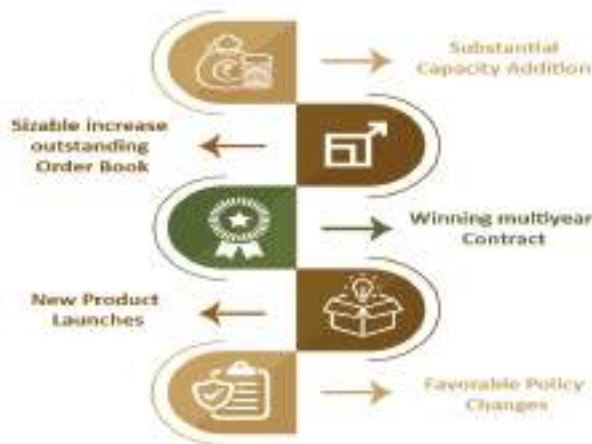 Substantial
Capacity Addition
Sizable increase
outstanding
Order Book
Winning multiyear
Contract
New Product
Launches
Favorable Policy
Changes